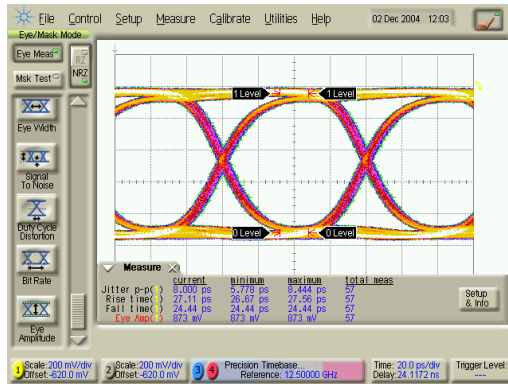 File Control Setup Measure Calibrate Utilities Help 02 Dec 2004 12:03
Eye/Mask Mode
Eye Meas
RZ
NRZ
Msk Test
Eye Width
Signal
To Noise
Duty Cycle
Distortion
Bit Rate
Eye
Amplitude
1 Level 1 Level
0 Level 0 Level
Measure
current minimum maximum total meas
Jitter p-p(1) 8.000 ps 5.778 ps 8.444 ps 57
Rise time(1) 27.11 ps 26.67 ps 27.56 ps 57
Fall time(1) 24.44 ps 24.44 ps 24.44 ps 57
Eye Amp(1) 873 mV 873 mV 873 mV 57
Setup
& Info
1 Scale:200 mV/div
Offset:-620.0 mV
2 Scale:200 mV/div
Offset:-620.0 mV
3 4 Precision Timebase...
Reference: 12.50000 GHz
Time: 20.0 ps/div
Delay:24.1172 ns
Trigger Level:
---